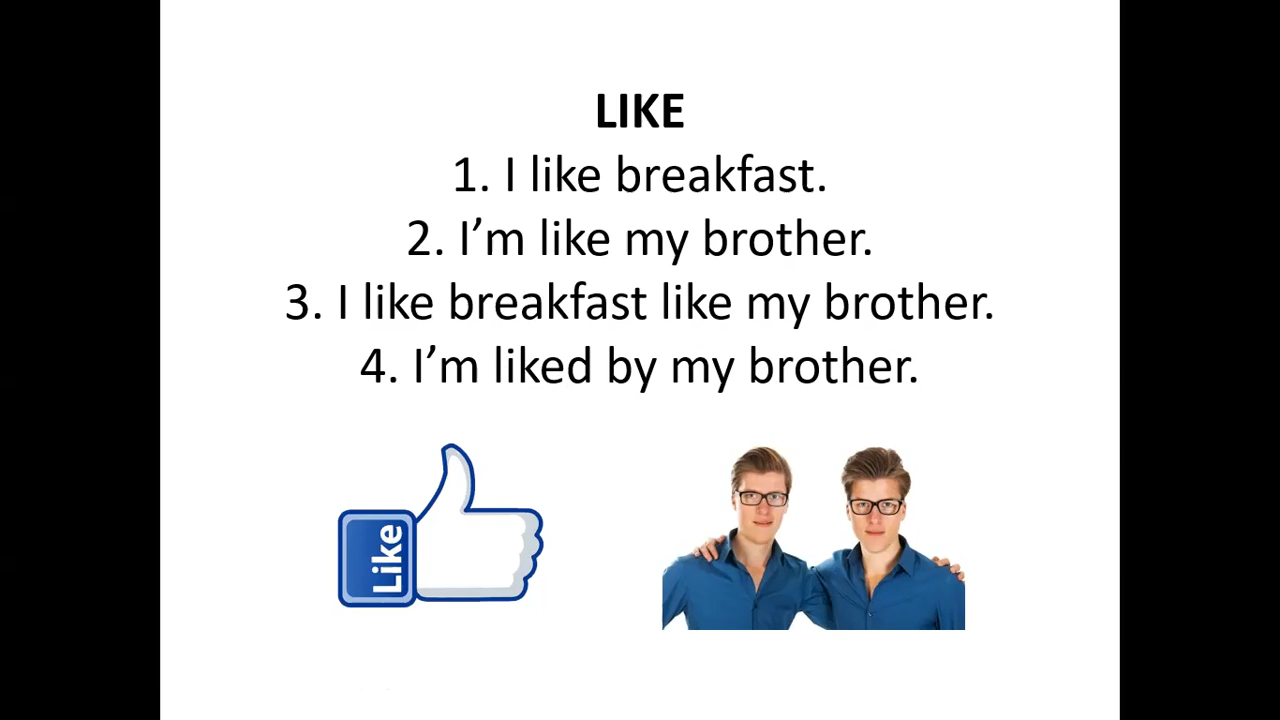 LIKE
1. I like breakfast.
2. I’m like my brother.
3. I like breakfast like my brother.
4. I’m liked by my brother.
Like